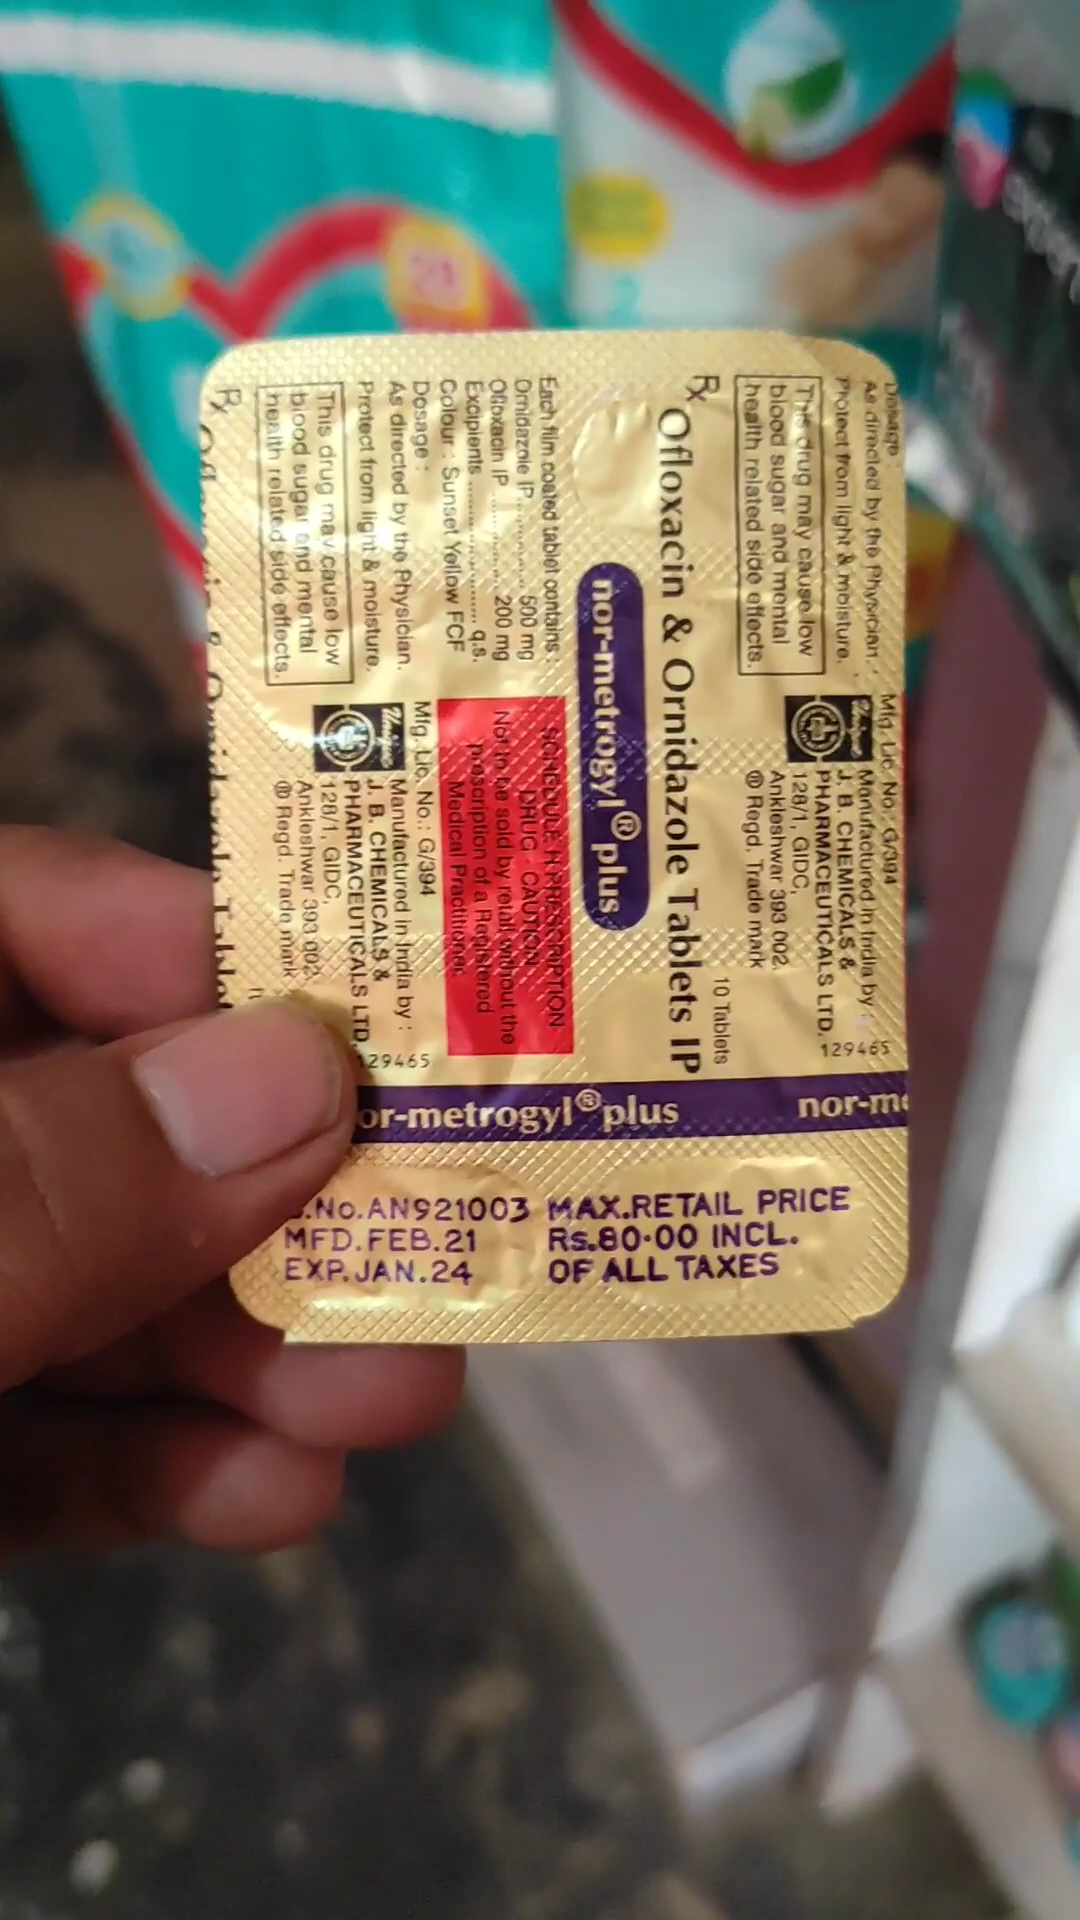 Dosage :
As directed by the Physician.
Protect from light & moisture.
This drug may cause low
blood sugar and mental
health related side effects.
Mfg. Lic. No.: G/394
Manufactured in India by :
Unique
J. B. CHEMICALS &
PHARMACEUTICALS LTD.
128/1, GIDC,
Ankleshwar 393 002.
® Regd. Trade mark
129465
Rx
10 Tablets
Ofloxacin & Ornidazole Tablets IP
nor-metrogyl® plus
Each film coated tablet contains :
Ornidazole IP ........... 500 mg
Ofloxacin IP ............ 200 mg
Excipients ................ q.s.
Colour : Sunset Yellow FCF
SCHEDULE H PRESCRIPTION
DRUG - CAUTION
Not to be sold by retail without the
prescription of a Registered
Medical Practitioner.
Dosage :
As directed by the Physician.
Protect from light & moisture.
This drug may cause low
blood sugar and mental
health related side effects.
Mfg. Lic. No.: G/394
Manufactured in India by :
Unique
J. B. CHEMICALS &
PHARMACEUTICALS LTD.
128/1, GIDC,
Ankleshwar 393 002.
® Regd. Trade mark
129465
Rx
Ofloxacin & Ornidazole Tablet
or-metrogyl® plus
nor-me
.No.AN921003
MFD.FEB.21
EXP.JAN.24
MAX.RETAIL PRICE
Rs.80.00 INCL.
OF ALL TAXES